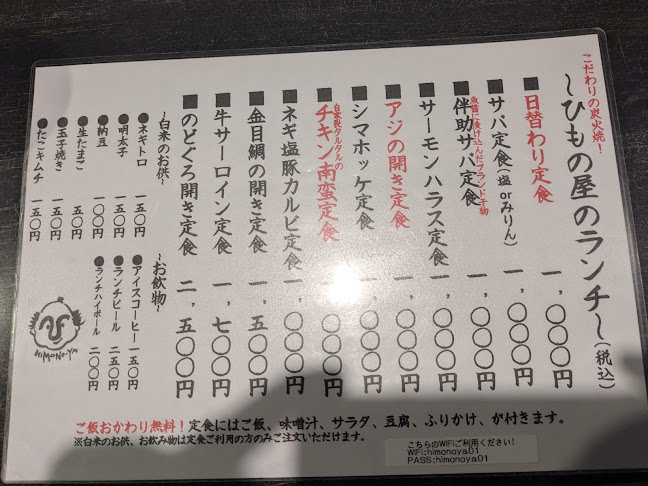 こだわりの炭火焼！
～ひもの屋のランチ～（税込）
■日替わり定食 一,〇〇〇円
■サバ定食（塩orみりん） 一,〇〇〇円
■伴助サバ定食 一,〇〇〇円
魚醤に漬け込んだブランド干物
■サーモンハラス定食 一,〇〇〇円
■アジの開き定食 一,〇〇〇円
■シマホッケ定食 一,〇〇〇円
自家製タルタルの
■チキン南蛮定食 一,〇〇〇円
■ネギ塩豚カルビ定食 一,〇〇〇円
■金目鯛の開き定食 一,五〇〇円
■牛サーロイン定食 一,七〇〇円
■のどぐろ開き定食 二,五〇〇円
～白米のお供～
●ネギトロ 一五〇円
●明太子 一五〇円
●納豆 一〇〇円
●生たまご 一五〇円
●玉子焼き 一五〇円
●たこキムチ 一五〇円
～お飲物～
●アイスコーヒー 一五〇円
●ランチビール 二五〇円
●ランチハイボール 二〇〇円
HIMONOYA
ご飯おかわり無料！定食にはご飯、味噌汁、サラダ、豆腐、ふりかけ、が付きます。
※白米のお供、お飲み物は定食ご利用の方のみご注文いただけます。
こちらのWIFIご利用ください！
WIFI:himonoya01
PASS:himonoya01